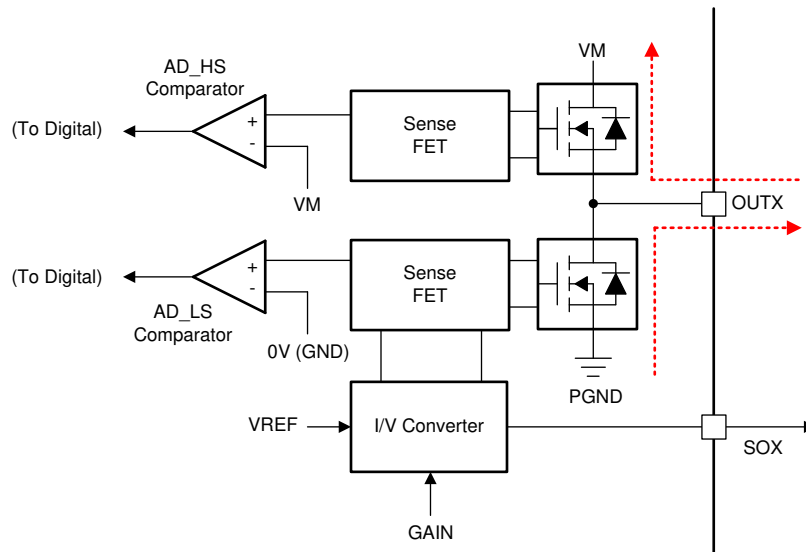 VM
AD_HS
Comparator
+
-
(To Digital)
Sense
FET
VM
OUTX
+
-
(To Digital)
Sense
FET
AD_LS
Comparator
0V (GND)
PGND
VREF
I/V Converter
SOX
GAIN